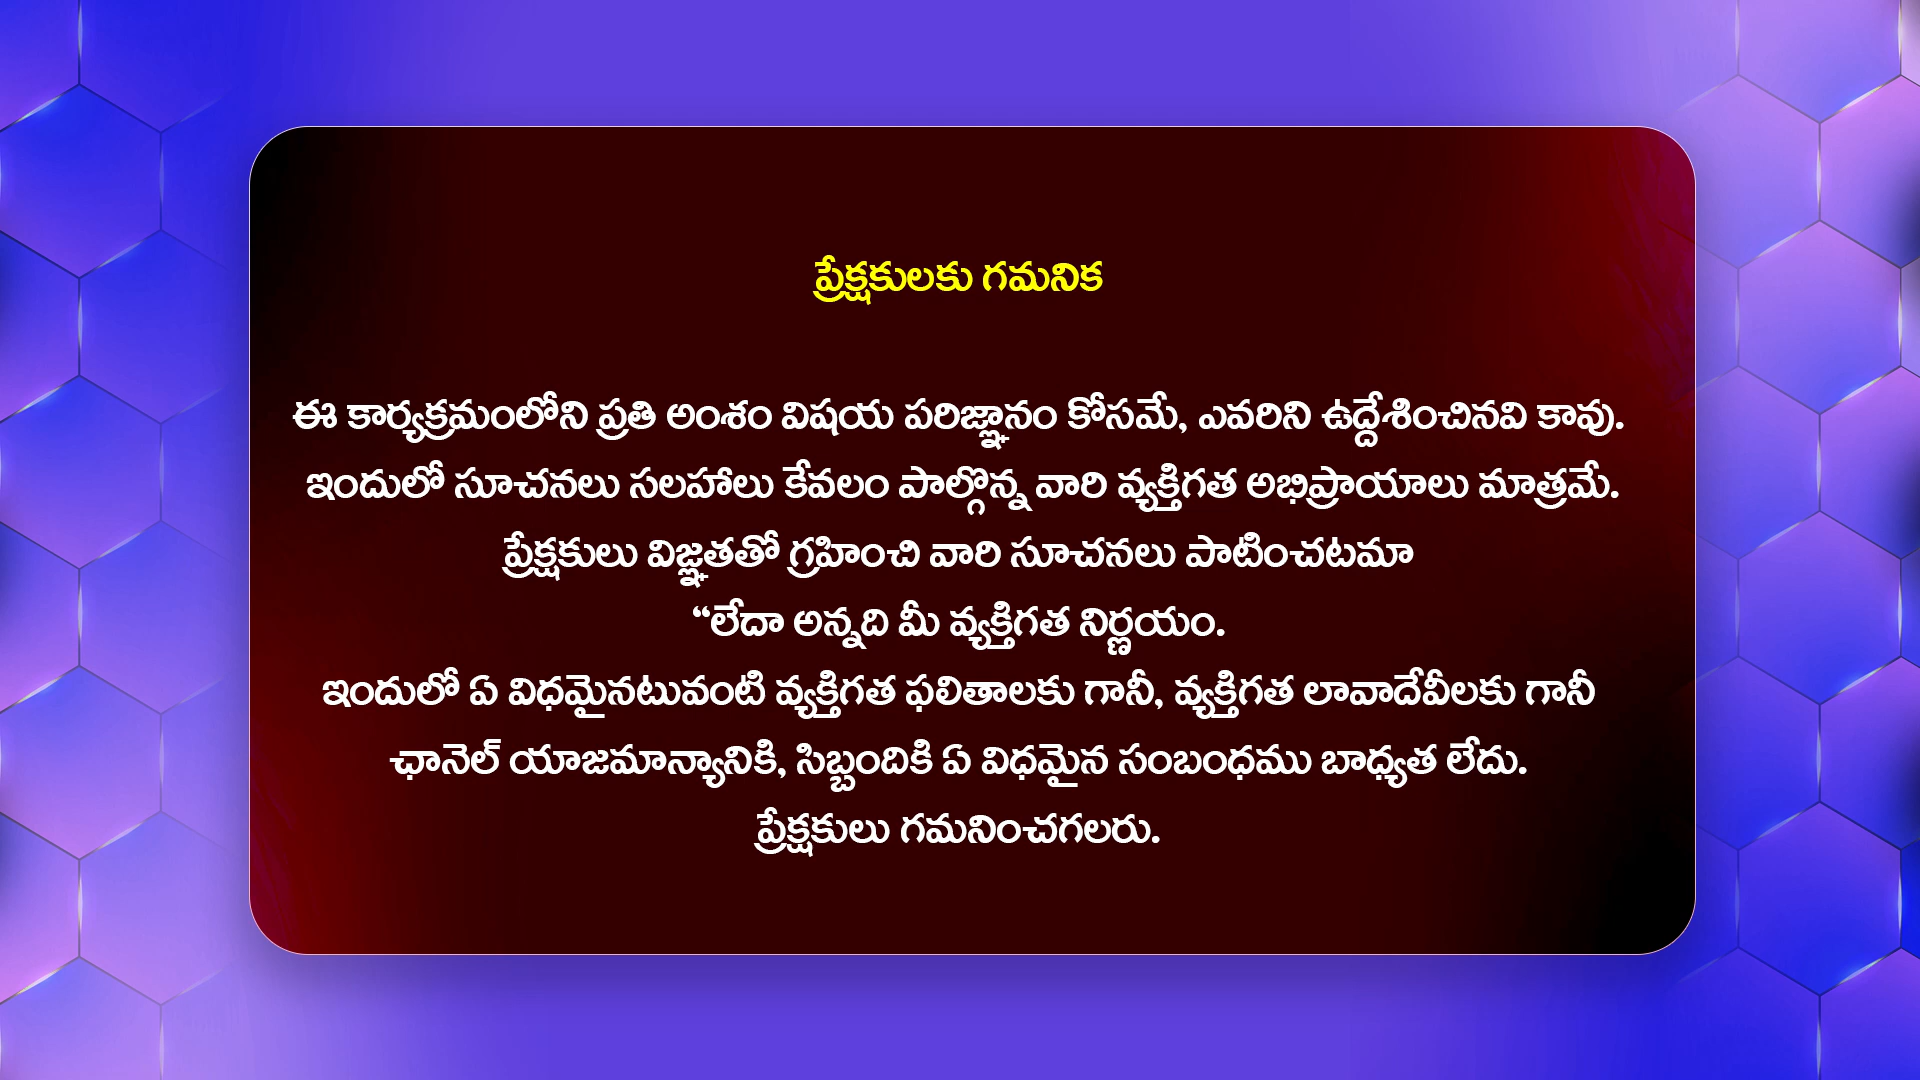 ప్రేక్షకులకు గమనిక
ఈ కార్యక్రమంలోని ప్రతి అంశం విషయ పరిజ్ఞానం కోసమే, ఎవరిని ఉద్దేశించినవి కావు.
ఇందులో సూచనలు సలహాలు కేవలం పాల్గొన్న వారి వ్యక్తిగత అభిప్రాయాలు మాత్రమే.
ప్రేక్షకులు విజ్ఞతతో గ్రహించి వారి సూచనలు పాటించటమా
“లేదా అన్నది మీ వ్యక్తిగత నిర్ణయం.
ఇందులో ఏ విధమైనటువంటి వ్యక్తిగత ఫలితాలకు గానీ, వ్యక్తిగత లావాదేవీలకు గానీ
ఛానెల్ యాజమాన్యానికి, సిబ్బందికి ఏ విధమైన సంబంధము బాధ్యత లేదు.
ప్రేక్షకులు గమనించగలరు.